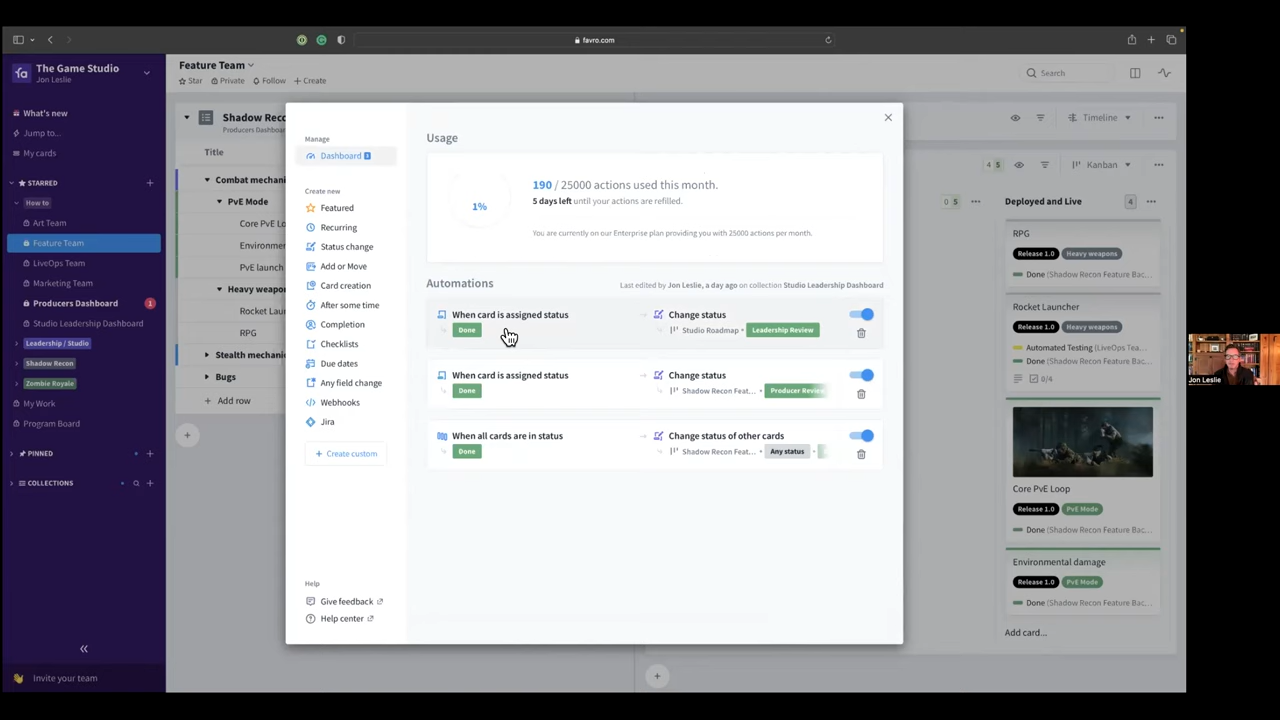 favro.com
The Game Studio
Jon Leslie
What's new
Jump to...
My cards
STARRED
How to
Art Team
Feature Team
LiveOps Team
Marketing Team
Producers Dashboard 1
Studio Leadership Dashboard
Leadership / Studio
Shadow Recon
Zombie Royale
My Work
Program Board
PINNED
COLLECTIONS
Invite your team
Feature Team
Star Private Follow Create
Search
Shadow Rec
Producers Dashboar
Title
Combat mechani
PvE Mode
Core PvE Lo
Environmen
PvE launch
Heavy weapon
Rocket Laun
RPG
Stealth mechani
Bugs
Add row
Manage
Dashboard
Create new
Featured
Recurring
Status change
Add or Move
Card creation
After some time
Completion
Checklists
Due dates
Any field change
Webhooks
Jira
+ Create custom
Help
Give feedback
Help center
Usage
1%
190 / 25000 actions used this month.
5 days left until your actions are refilled.
You are currently on our Enterprise plan providing you with 25000 actions per month.
Automations
Last edited by Jon Leslie, a day ago on collection Studio Leadership Dashboard
When card is assigned status
Done
Change status
Studio Roadmap • Leadership Review
When card is assigned status
Done
Change status
Shadow Recon Feat... • Producer Review
When all cards are in status
Done
Change status of other cards
Shadow Recon Feat... • Any status
Timeline
4 5
Kanban
0 5
Deployed and Live 4
RPG
Release 1.0 Heavy weapons
Done (Shadow Recon Feature Bac...
Rocket Launcher
Release 1.0 Heavy weapons
Automated Testing (LiveOps Tea...
Done (Shadow Recon Feature Bac...
0/4
Core PvE Loop
Release 1.0 PvE Mode
Done (Shadow Recon Feature Bac...
Environmental damage
Release 1.0 PvE Mode
Done (Shadow Recon Feature Bac...
Add card...
Jon Leslie